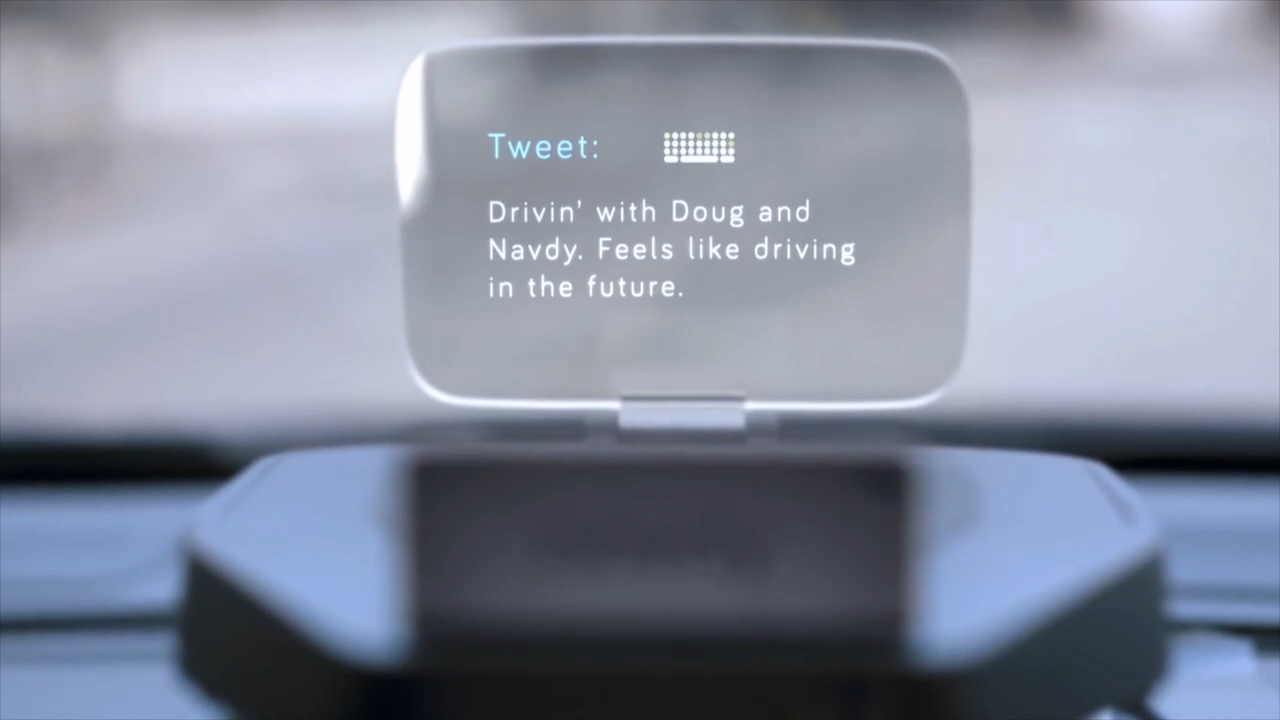 Tweet:
Drivin’ with Doug and
Navdy. Feels like driving
in the future.